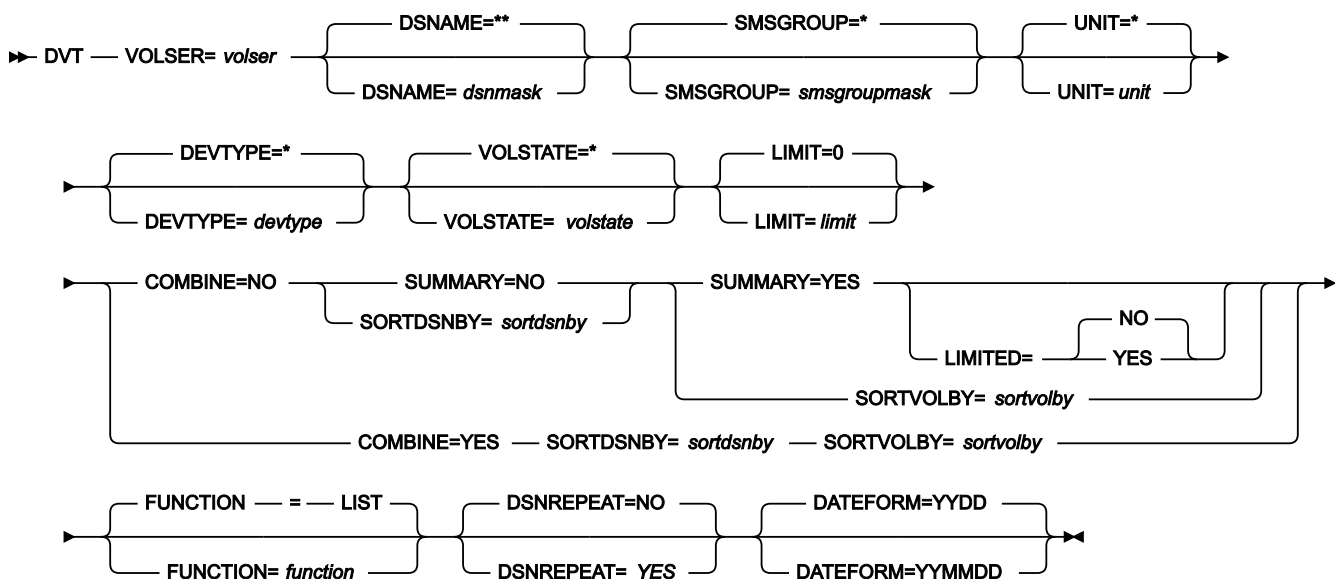 DSNAME=** SMSGROUP=* UNIT=*
DVT VOLSER= volser
DSNAME= dsnmask SMSGROUP= smsgroupmask UNIT= unit
DEVTYPE=* VOLSTATE=* LIMIT=0
DEVTYPE= devtype VOLSTATE= volstate LIMIT= limit
COMBINE=NO SUMMARY=NO SUMMARY=YES
SORTDSNBY= sortdsnby NO
LIMITED= YES
SORTVOLBY= sortvolby
COMBINE=YES SORTDSNBY= sortdsnby SORTVOLBY= sortvolby
FUNCTION = LIST DSNREPEAT=NO DATEFORM=YYDD
FUNCTION= function DSNREPEAT= YES DATEFORM=YYMMDD